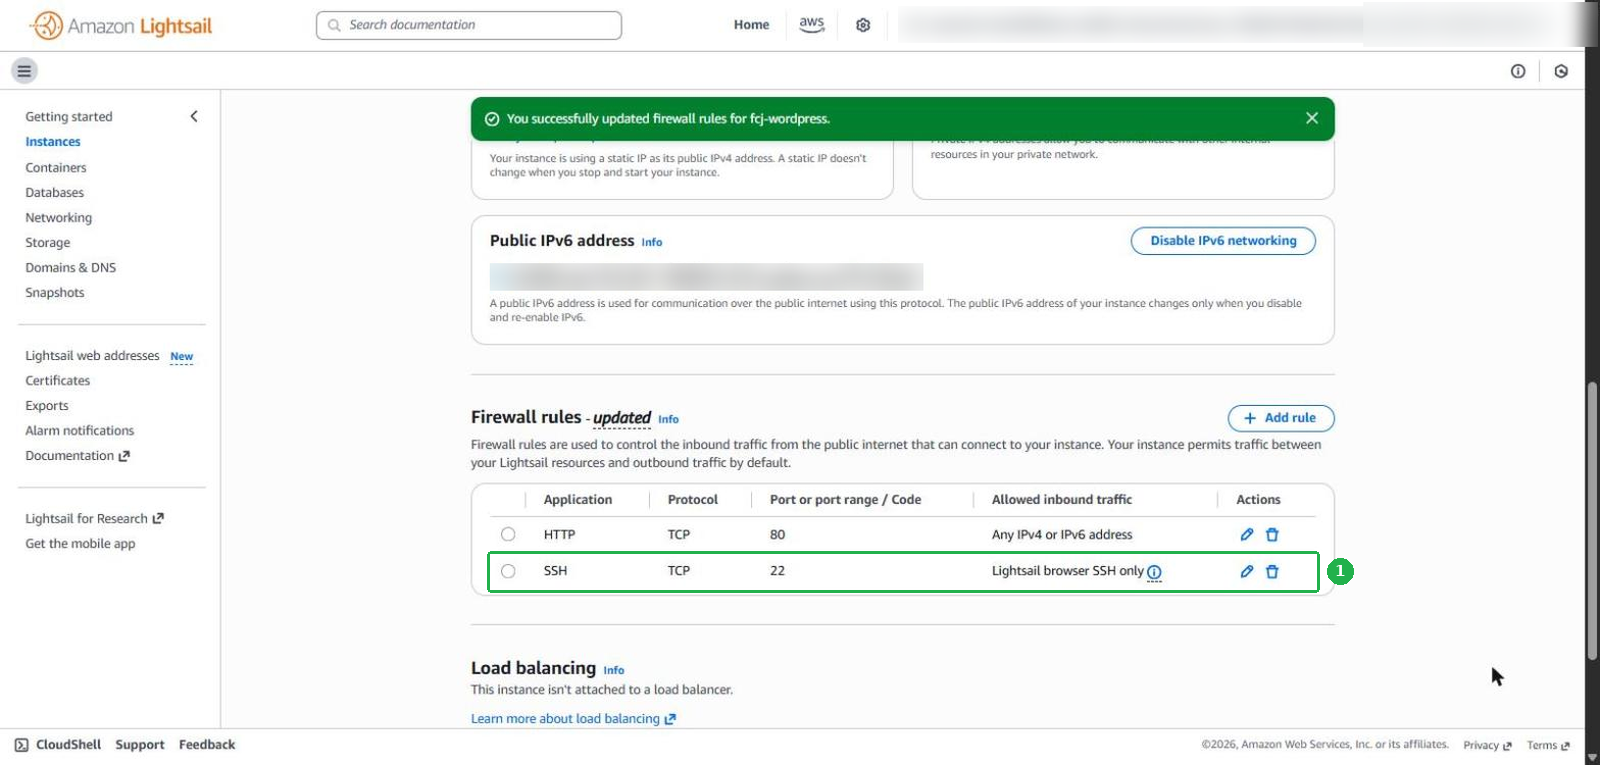 Amazon Lightsail
Search documentation
Home
aws
Getting started
Instances
Containers
Databases
Networking
Storage
Domains & DNS
Snapshots
Lightsail web addresses New
Certificates
Exports
Alarm notifications
Documentation
Lightsail for Research
Get the mobile app
You successfully updated firewall rules for fcj-wordpress.
Your instance is using a static IP as its public IPv4 address. A static IP doesn't
change when you stop and start your instance.
resources in your private network.
Public IPv6 address Info
Disable IPv6 networking
A public IPv6 address is used for communication over the public internet using this protocol. The public IPv6 address of your instance changes only when you disable
and re-enable IPv6.
Firewall rules - updated Info
+ Add rule
Firewall rules are used to control the inbound traffic from the public internet that can connect to your instance. Your instance permits traffic between
your Lightsail resources and outbound traffic by default.
Application Protocol Port or port range / Code Allowed inbound traffic Actions
HTTP TCP 80 Any IPv4 or IPv6 address
SSH TCP 22 Lightsail browser SSH only
1
Load balancing Info
This instance isn't attached to a load balancer.
Learn more about load balancing
CloudShell Support Feedback
©2026, Amazon Web Services, Inc. or its affiliates. Privacy Terms